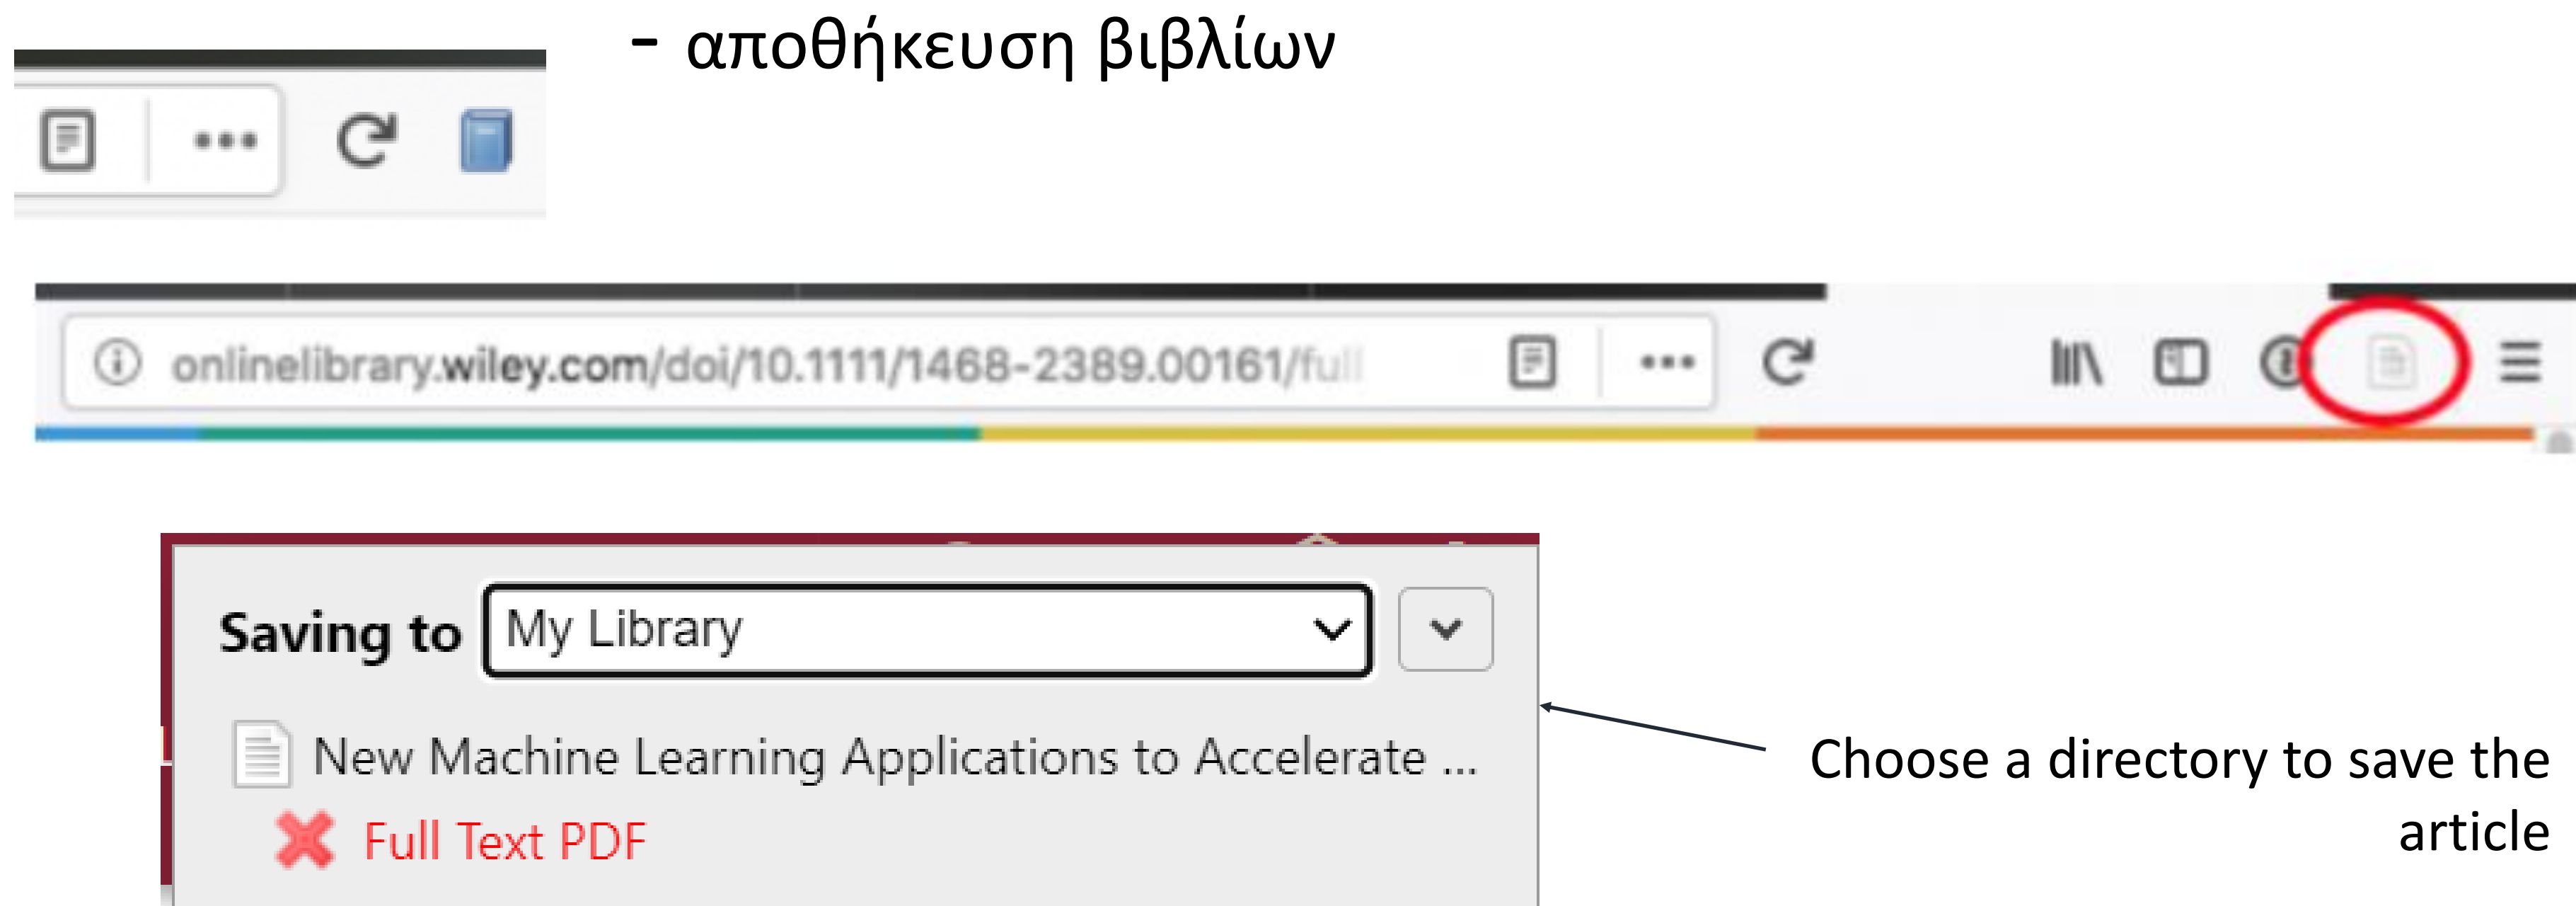 - αποθήκευση βιβλίων
onlinelibrary.wiley.com/doi/10.1111/1468-2389.00161/full
Saving to My Library
New Machine Learning Applications to Accelerate ...
Full Text PDF
Choose a directory to save the
article